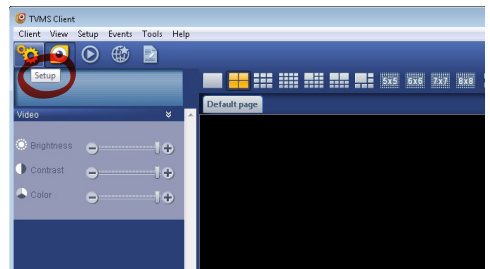 TVMS Client
Client View Setup Events Tools Help
Setup
5x5 6x6 7x7 8x8
Default page
Video
Brightness
Contrast
Color